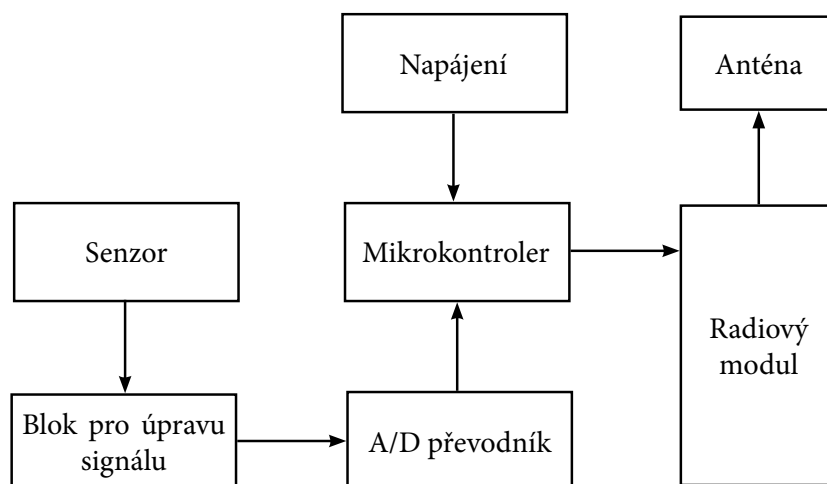 Napájení
Anténa
Senzor
Mikrokontroler
Radiový
modul
Blok pro úpravu
signálu
A/D převodník